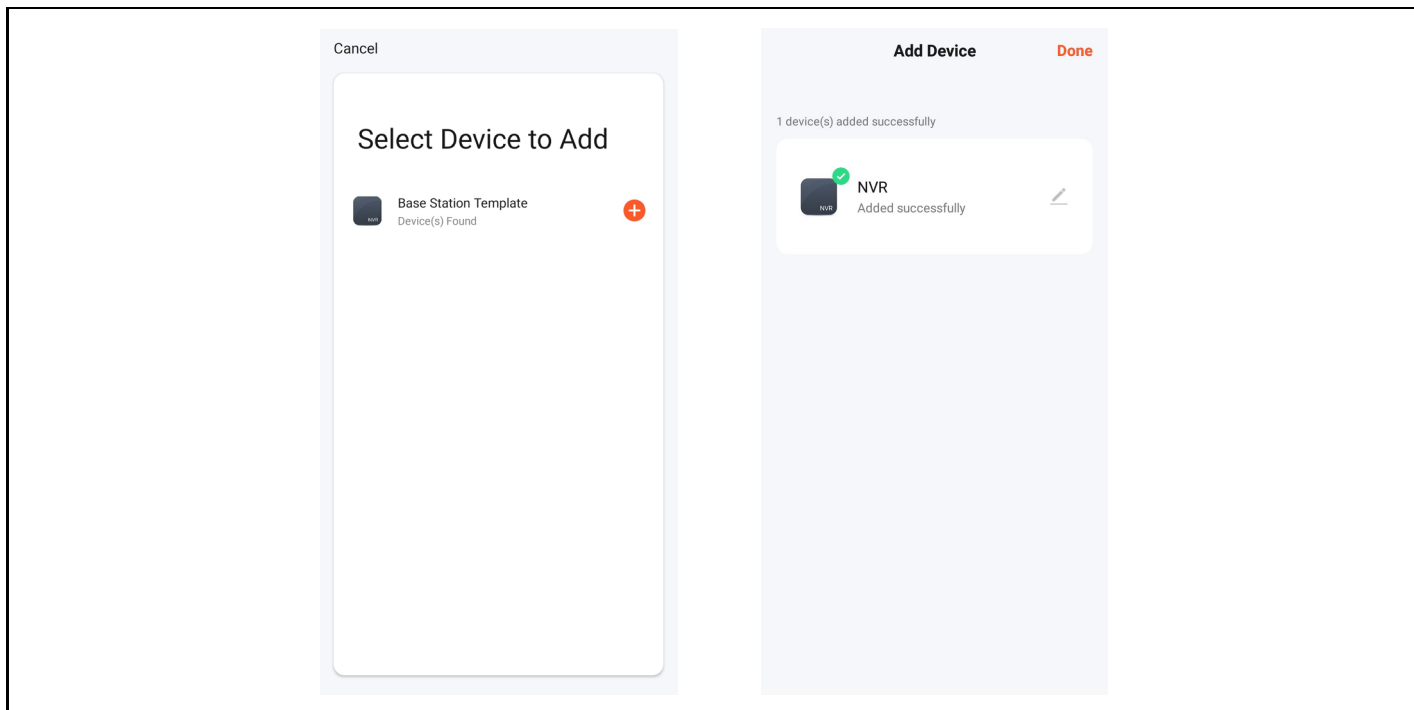 Cancel
Select Device to Add
NVR
Base Station Template
Device(s) Found
Add Device
Done
1 device(s) added successfully
NVR
NVR
Added successfully